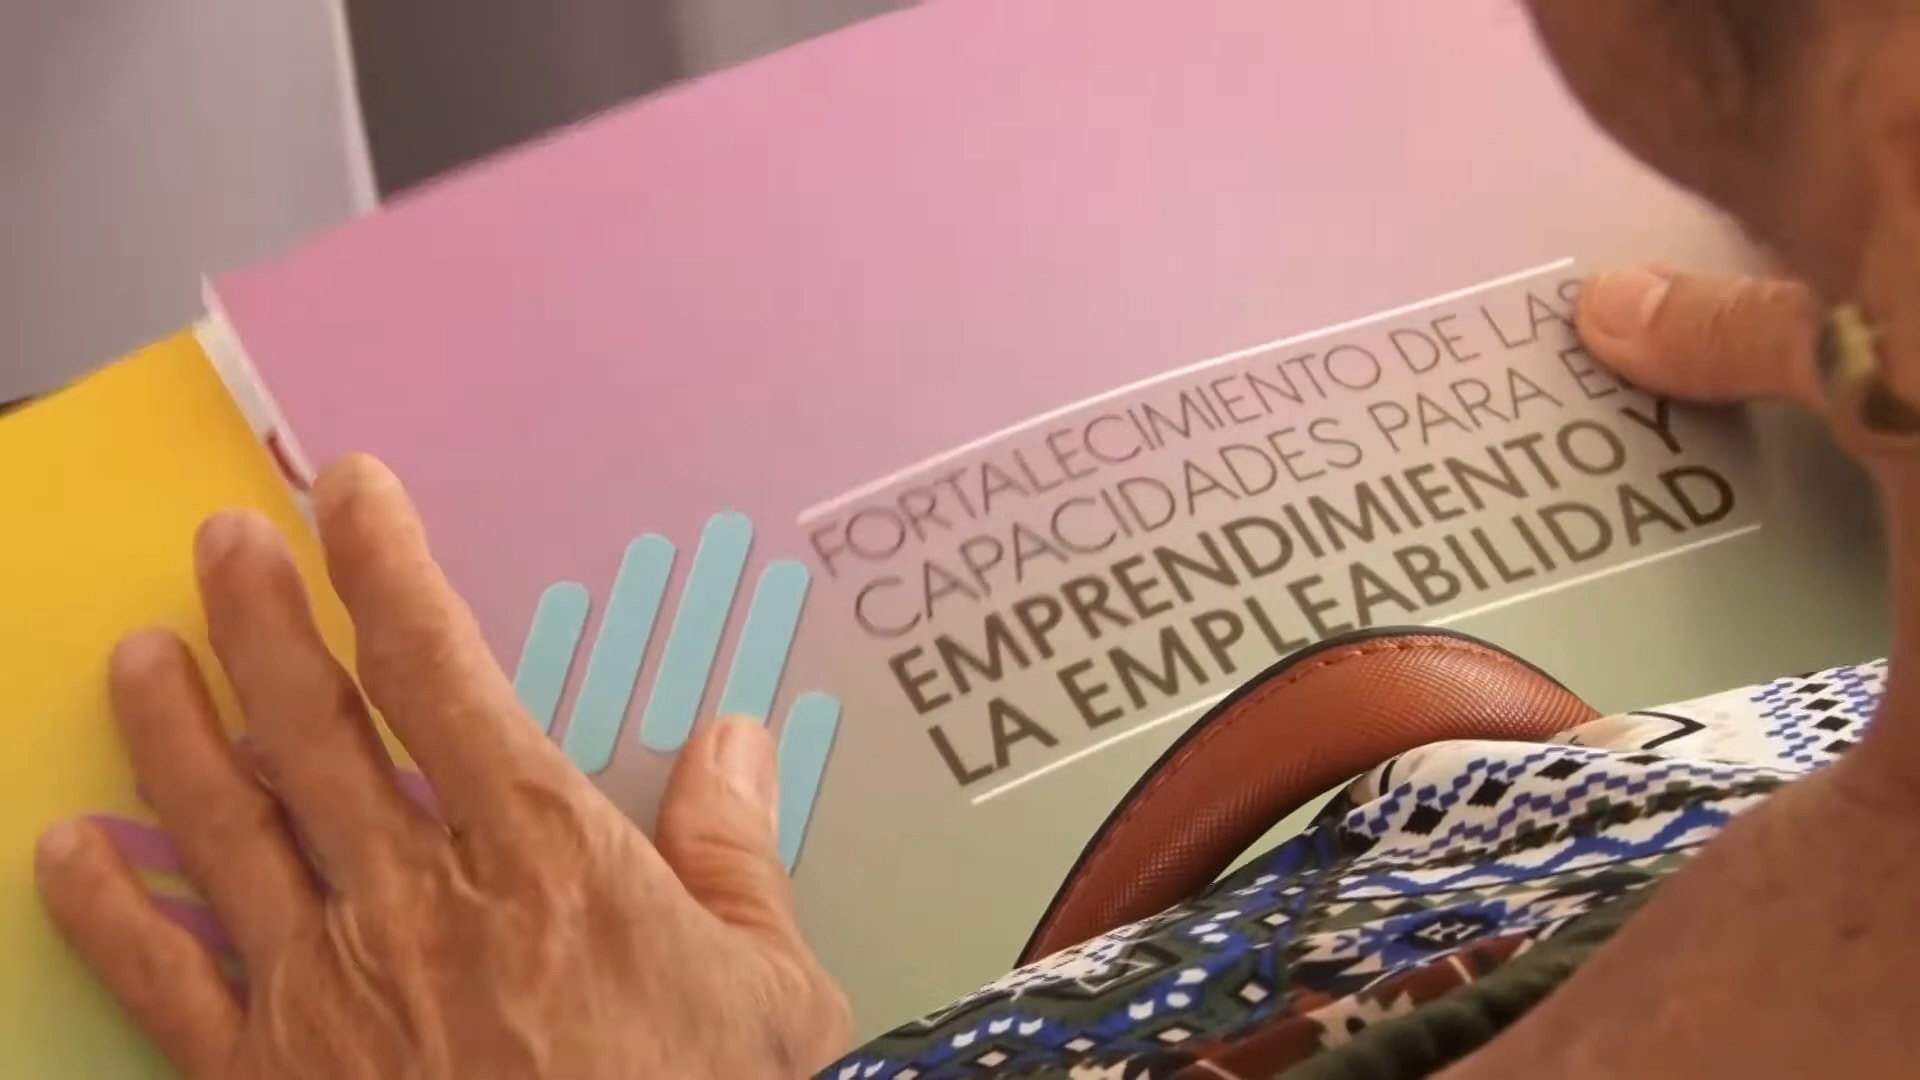 FORTALECIMIENTO DE LAS
CAPACIDADES PARA EL
EMPRENDIMIENTO Y
LA EMPLEABILIDAD